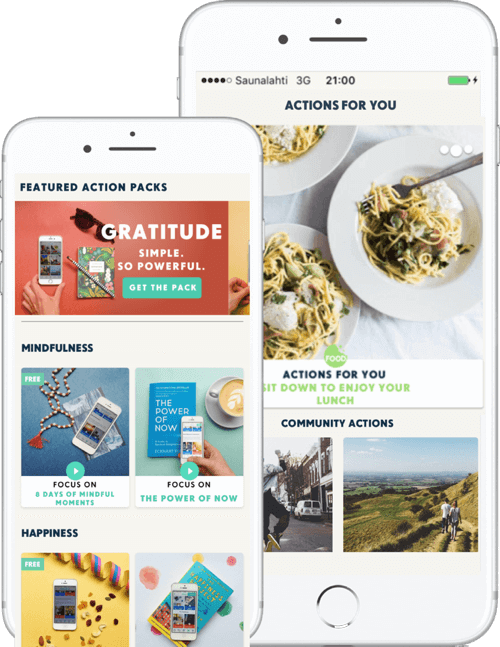 FEATURED ACTION PACKS
GRATITUDE
SIMPLE.
SO POWERFUL.
GET THE PACK
MINDFULNESS
FREE
FOCUS ON
8 DAYS OF MINDFUL
MOMENTS
THE
POWER
OF
NOW
FOCUS ON
THE POWER OF NOW
HAPPINESS
FREE
Saunalahti 3G 21:00
ACTIONS FOR YOU
FOOD
ACTIONS FOR YOU
SIT DOWN TO ENJOY YOUR
LUNCH
COMMUNITY ACTIONS